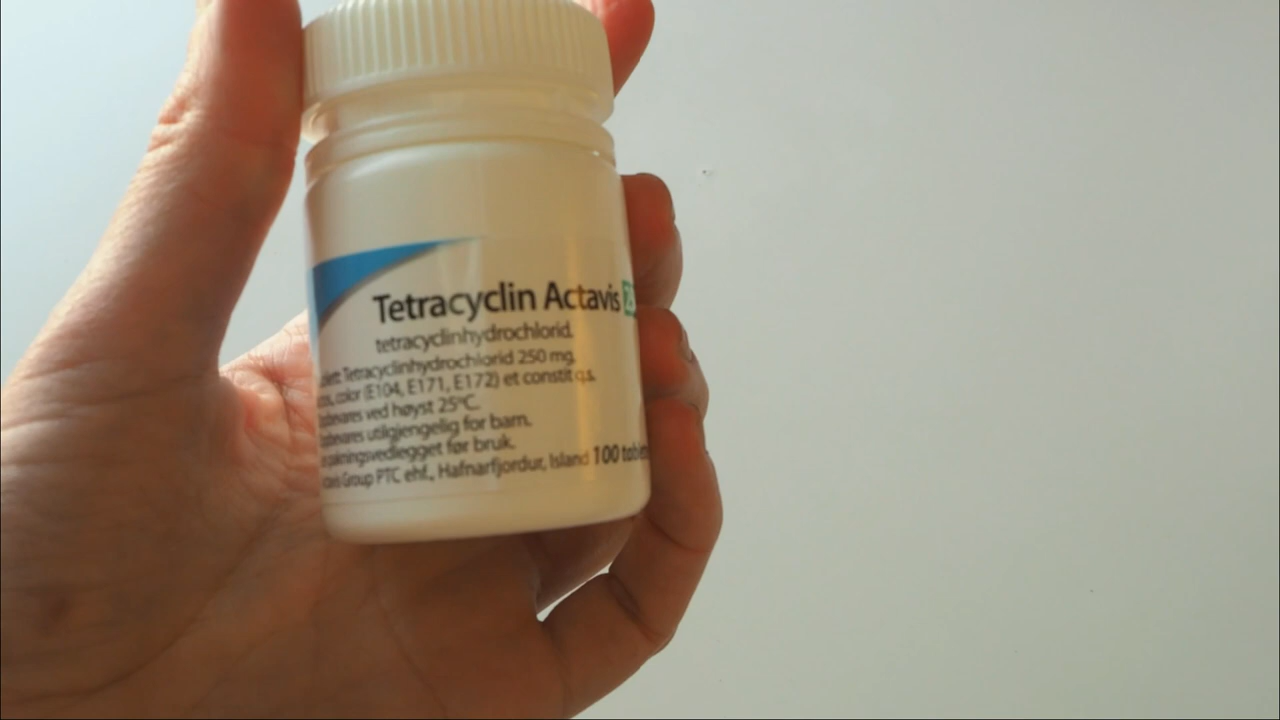 Tetracyclin Actavis
tetracyclinhydrochlorid.
Tetracyclinhydrochlorid 250 mg.
color (E104, E171, E172) et constit q.s.
ved høyst 25°C.
utilgjengelig for barn.
før bruk.
Group PTC ehf., Hafnarfjordur, Island 100